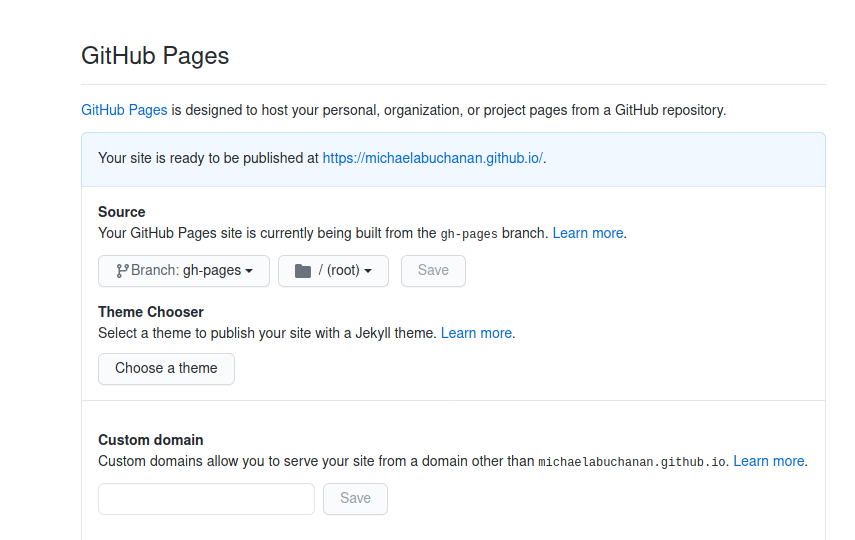 GitHub Pages
GitHub Pages is designed to host your personal, organization, or project pages from a GitHub repository.
Your site is ready to be published at https://michaelabuchanan.github.io/.
Source
Your GitHub Pages site is currently being built from the gh-pages branch. Learn more.
Branch: gh-pages / (root) Save
Theme Chooser
Select a theme to publish your site with a Jekyll theme. Learn more.
Choose a theme
Custom domain
Custom domains allow you to serve your site from a domain other than michaelabuchanan.github.io. Learn more.
Save